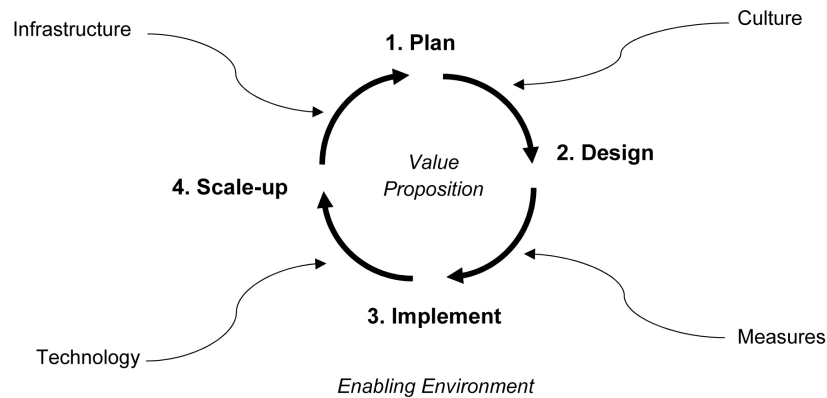 Infrastructure
Culture
1. Plan
2. Design
Value
Proposition
4. Scale-up
3. Implement
Measures
Technology
Enabling Environment